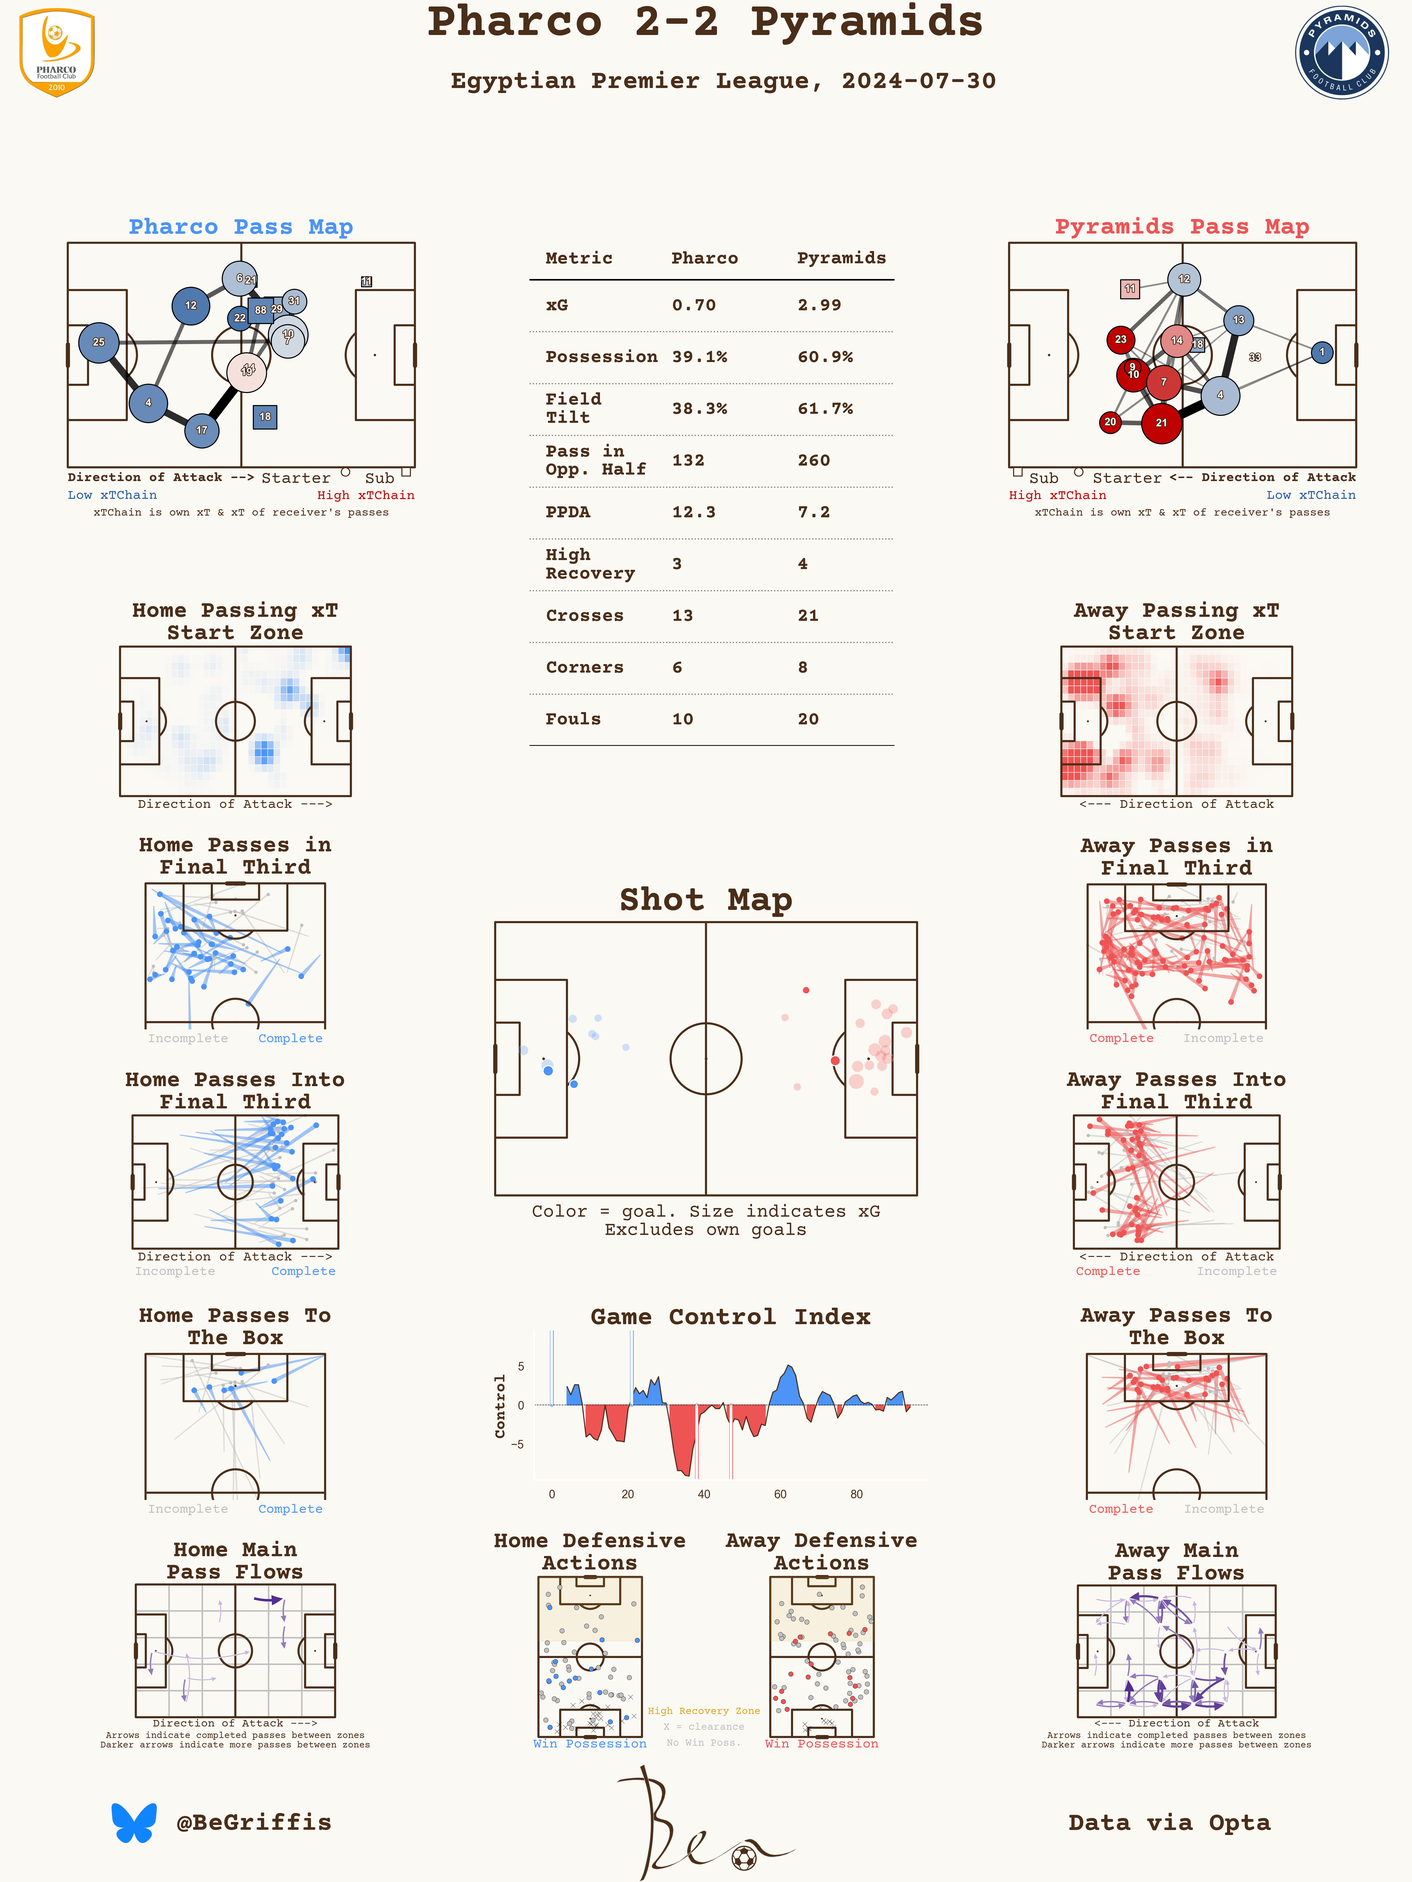 Pharco 2-2 Pyramids
Egyptian Premier League, 2024-07-30
PHARCO
Football Club
2010
PYRAMIDS
FOOTBALL CLUB
Pharco Pass Map
6
21
11
12
88
29
31
22
10
7
25
19
4
17
18
Direction of Attack --> Starter Sub
Low xTChain High xTChain
xTChain is own xT & xT of receiver's passes
Metric Pharco Pyramids
xG 0.70 2.99
Possession 39.1% 60.9%
Field
Tilt 38.3% 61.7%
Pass in
Opp. Half 132 260
PPDA 12.3 7.2
High
Recovery 3 4
Crosses 13 21
Corners 6 8
Fouls 10 20
Pyramids Pass Map
12
11
13
23
14
18
33
1
9
10
7
4
20
21
Sub Starter <-- Direction of Attack
High xTChain Low xTChain
xTChain is own xT & xT of receiver's passes
Home Passing xT
Start Zone
Direction of Attack --->
Away Passing xT
Start Zone
<--- Direction of Attack
Home Passes in
Final Third
Incomplete Complete
Away Passes in
Final Third
Complete Incomplete
Shot Map
Color = goal. Size indicates xG
Excludes own goals
Home Passes Into
Final Third
Direction of Attack --->
Incomplete Complete
Away Passes Into
Final Third
<--- Direction of Attack
Complete Incomplete
Home Passes To
The Box
Incomplete Complete
Game Control Index
Control
5
0
−5
0 20 40 60 80
Away Passes To
The Box
Complete Incomplete
Home Main
Pass Flows
Direction of Attack --->
Arrows indicate completed passes between zones
Darker arrows indicate more passes between zones
Home Defensive
Actions
Win Possession
High Recovery Zone
X = clearance
No Win Poss.
Away Defensive
Actions
Win Possession
Away Main
Pass Flows
<--- Direction of Attack
Arrows indicate completed passes between zones
Darker arrows indicate more passes between zones
@BeGriffis
Ben
Data via Opta